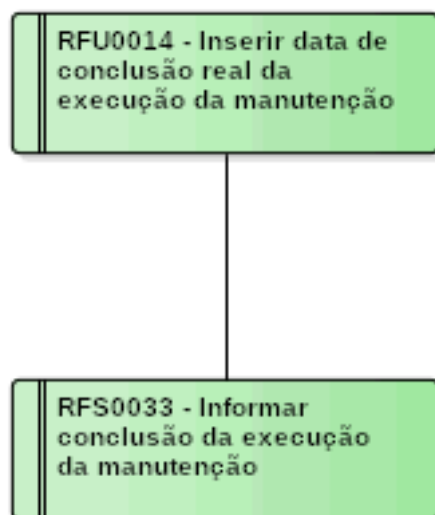 RFU0014 - Inserir data de
conclusão real da
execução da manutenção
RFS0033 - Informar
conclusão da execução
da manutenção